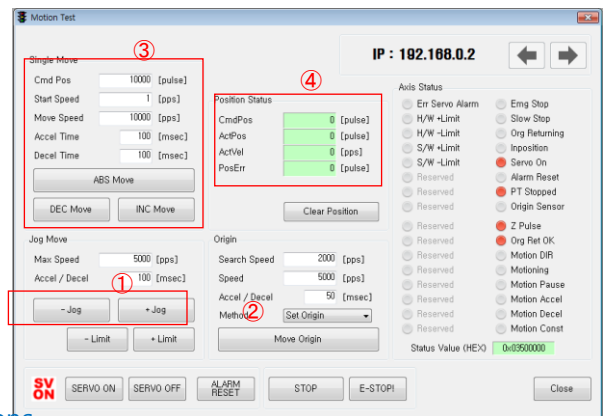 Motion Test
③
Single Move
Cmd Pos 10000 [pulse]
Start Speed 1 [pps]
Move Speed 10000 [pps]
Accel Time 100 [msec]
Decel Time 100 [msec]
ABS Move
DEC Move INC Move
④
Position Status
CmdPos 0 [pulse]
ActPos 0 [pulse]
ActVel 0 [pps]
PosErr 0 [pulse]
Clear Position
IP : 192.168.0.2
Axis Status
Err Servo Alarm Emg Stop
H/W +Limit Slow Stop
H/W -Limit Org Returning
S/W +Limit Inposition
S/W -Limit Servo On
Reserved Alarm Reset
Reserved PT Stopped
Reserved Origin Sensor
Reserved Z Pulse
Reserved Org Ret OK
Reserved Motion DIR
Reserved Motioning
Reserved Motion Pause
Reserved Motion Accel
Reserved Motion Decel
Reserved Motion Const
Status Value (HEX) 0x03500000
Jog Move
Max Speed 5000 [pps]
Accel / Decel 100 [msec]
①
- Jog + Jog
- Limit + Limit
Origin
Search Speed 2000 [pps]
Speed 5000 [pps]
Accel / Decel 50 [msec]
Method Set Origin
②
Move Origin
SV ON
SERVO ON SERVO OFF ALARM RESET STOP E-STOP! Close